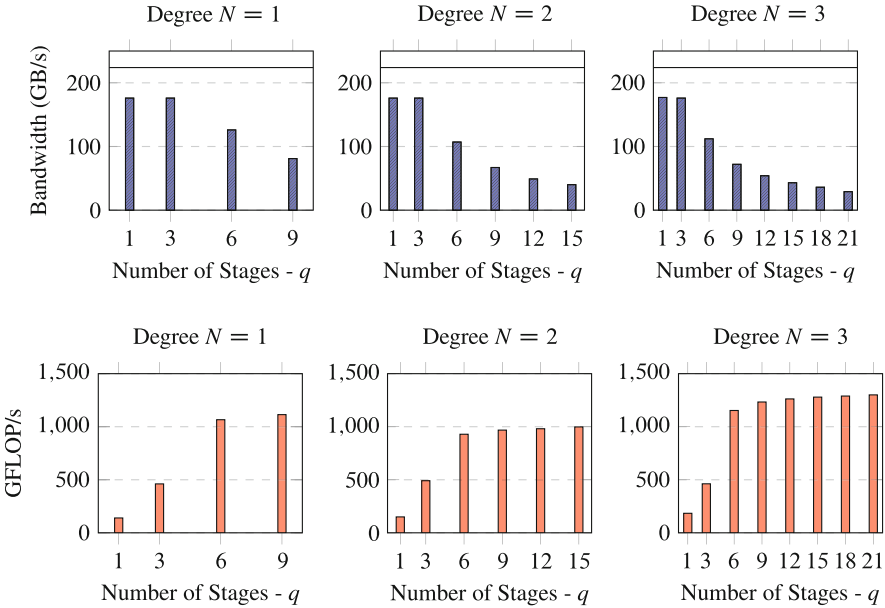 Degree N = 1
Degree N = 2
Degree N = 3
Bandwidth (GB/s)
200
100
0
1 3 6 9
Number of Stages - q
200
100
0
1 3 6 9 12 15
Number of Stages - q
200
100
0
1 3 6 9 12 15 18 21
Number of Stages - q
Degree N = 1
Degree N = 2
Degree N = 3
GFLOP/s
1,500
1,000
500
0
1 3 6 9
Number of Stages - q
1,500
1,000
500
0
1 3 6 9 12 15
Number of Stages - q
1,500
1,000
500
0
1 3 6 9 12 15 18 21
Number of Stages - q